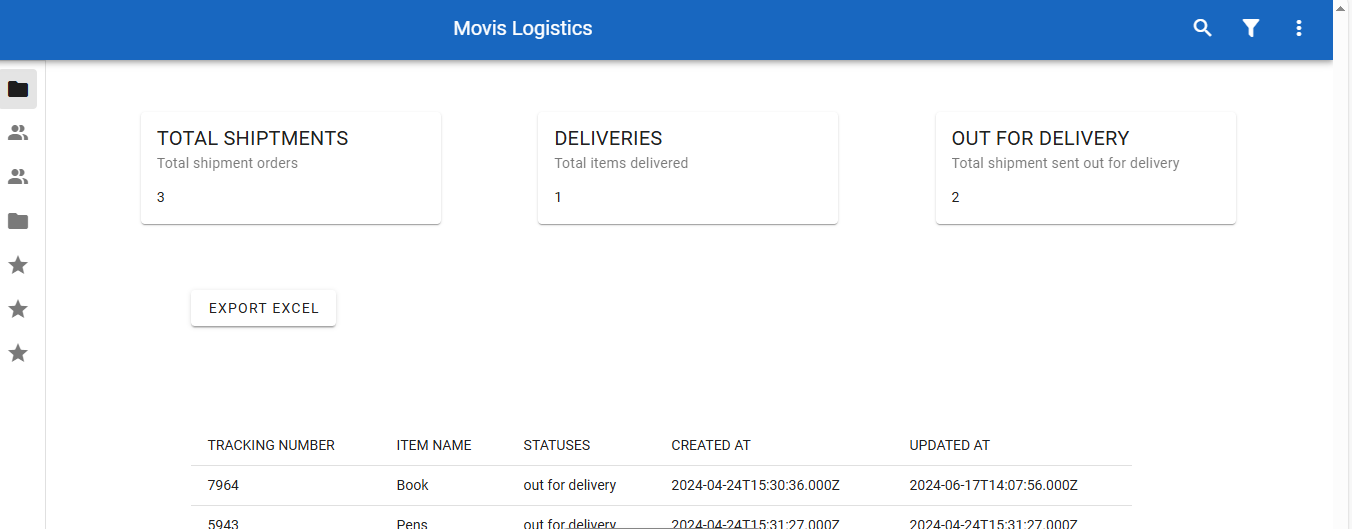 Movis Logistics
TOTAL SHIPTMENTS DELIVERIES OUT FOR DELIVERY
Total shipment orders Total items delivered Total shipment sent out for delivery
3 1 2
EXPORT EXCEL
TRACKING NUMBER ITEM NAME STATUSES CREATED AT UPDATED AT
7964 Book out for delivery 2024-04-24T15:30:36.000Z 2024-06-17T14:07:56.000Z
5943 Pens out for delivery 2024-04-24T15:31:27.000Z 2024-04-24T15:31:27.000Z